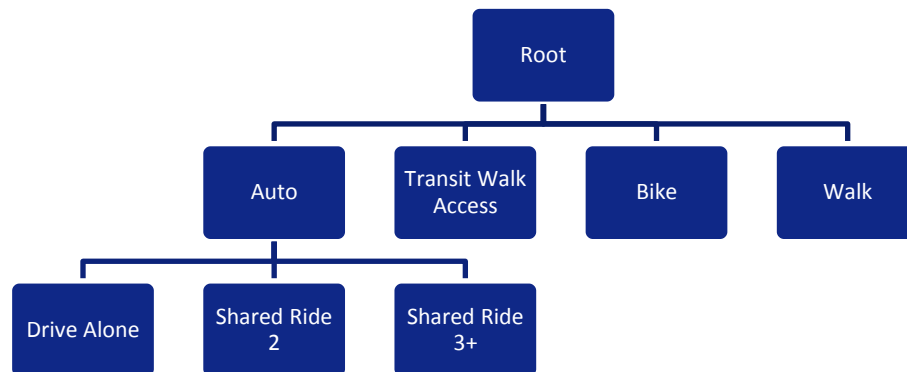 Root
Auto
Transit Walk
Access
Bike
Walk
Drive Alone
Shared Ride
2
Shared Ride
3+